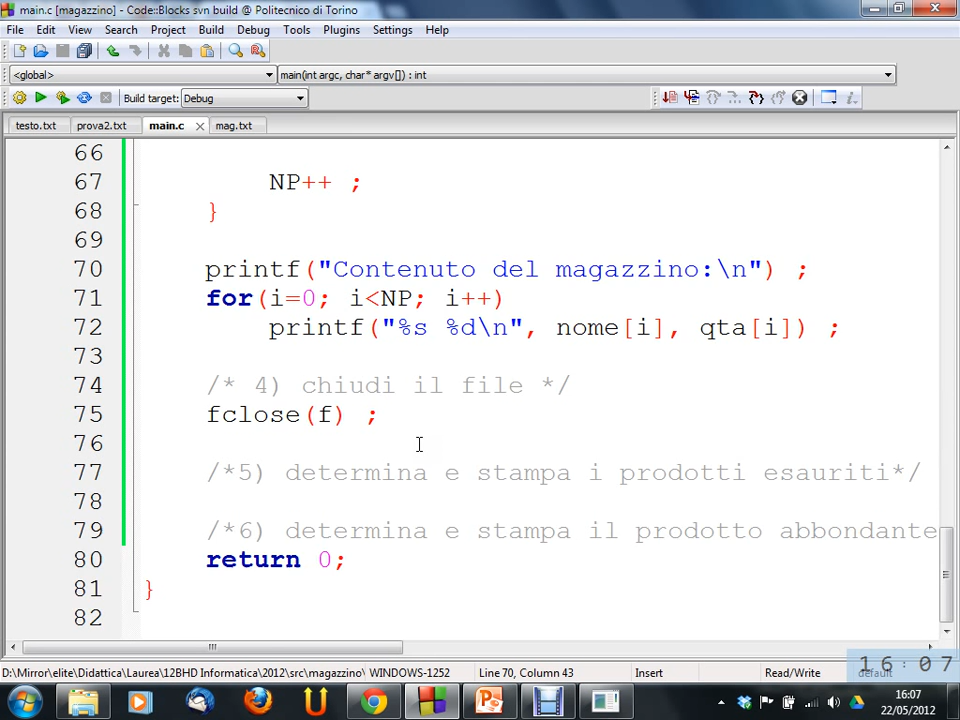 main.c [magazzino] - Code::Blocks svn build @ Politecnico di Torino
File Edit View Search Project Build Debug Tools Plugins Settings Help
<global> main(int argc, char* argv[]) : int
Build target: Debug
testo.txt prova2.txt main.c mag.txt
66
67 NP++ ;
68 }
69
70 printf("Contenuto del magazzino:\n") ;
71 for(i=0; i<NP; i++)
72 printf("%s %d\n", nome[i], qta[i]) ;
73
74 /* 4) chiudi il file */
75 fclose(f) ;
76
77 /*5) determina e stampa i prodotti esauriti*/
78
79 /*6) determina e stampa il prodotto abbondante
80 return 0;
81 }
82
D:\Mirror\elite\Didattica\Laurea\12BHD Informatica\2012\src\magazzino\ WINDOWS-1252 Line 70, Column 43 Insert Read/Write default
16:07
16:07
22/05/2012